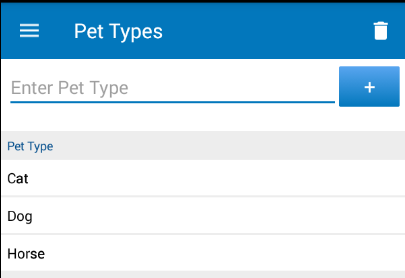 Pet Types
Enter Pet Type
+
Pet Type
Cat
Dog
Horse